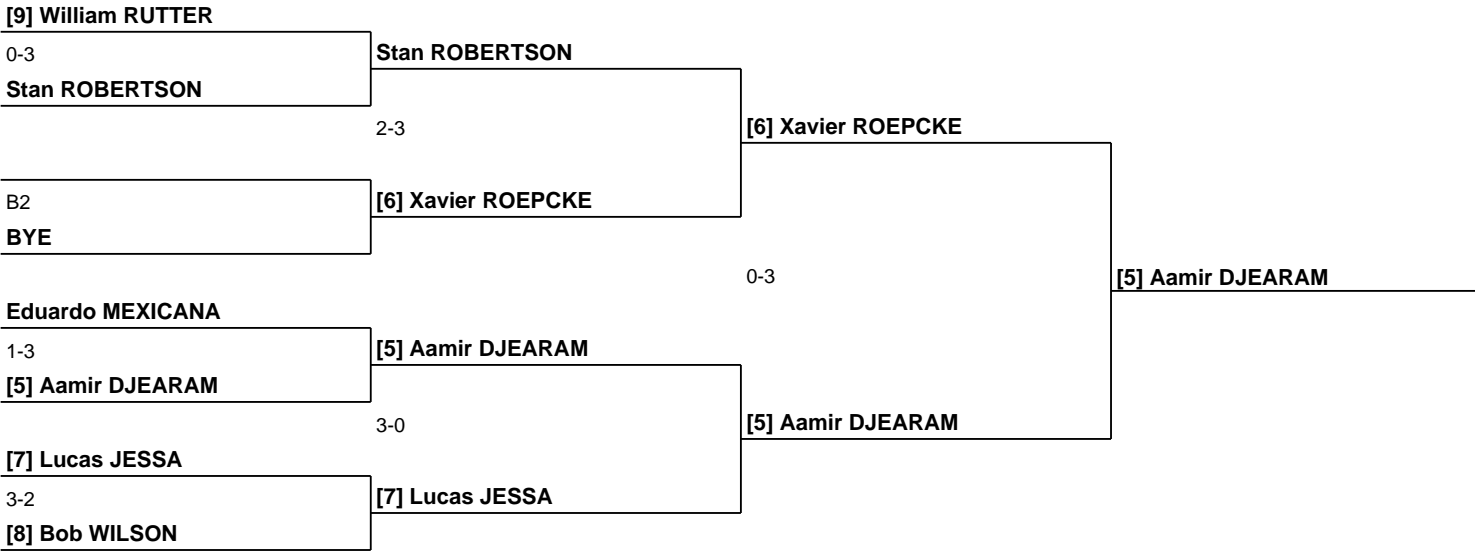 [9] William RUTTER
0-3
Stan ROBERTSON
Stan ROBERTSON
2-3
[6] Xavier ROEPCKE
B2
BYE
[6] Xavier ROEPCKE
0-3
[5] Aamir DJEARAM
Eduardo MEXICANA
1-3
[5] Aamir DJEARAM
[5] Aamir DJEARAM
3-0
[5] Aamir DJEARAM
[7] Lucas JESSA
3-2
[8] Bob WILSON
[7] Lucas JESSA